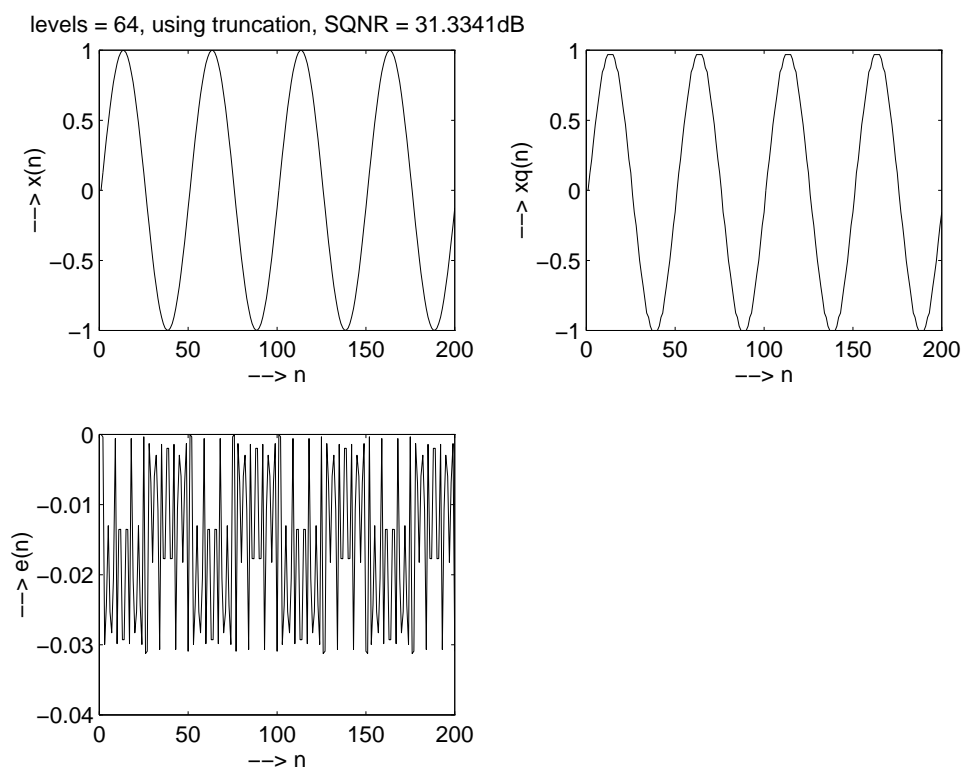 levels = 64, using truncation, SQNR = 31.3341dB
1
0.5
0
−0.5
−1
−−> x(n)
0 50 100 150 200
−−> n
1
0.5
0
−0.5
−1
−−> xq(n)
0 50 100 150 200
−−> n
0
−0.01
−0.02
−0.03
−0.04
−−> e(n)
0 50 100 150 200
−−> n